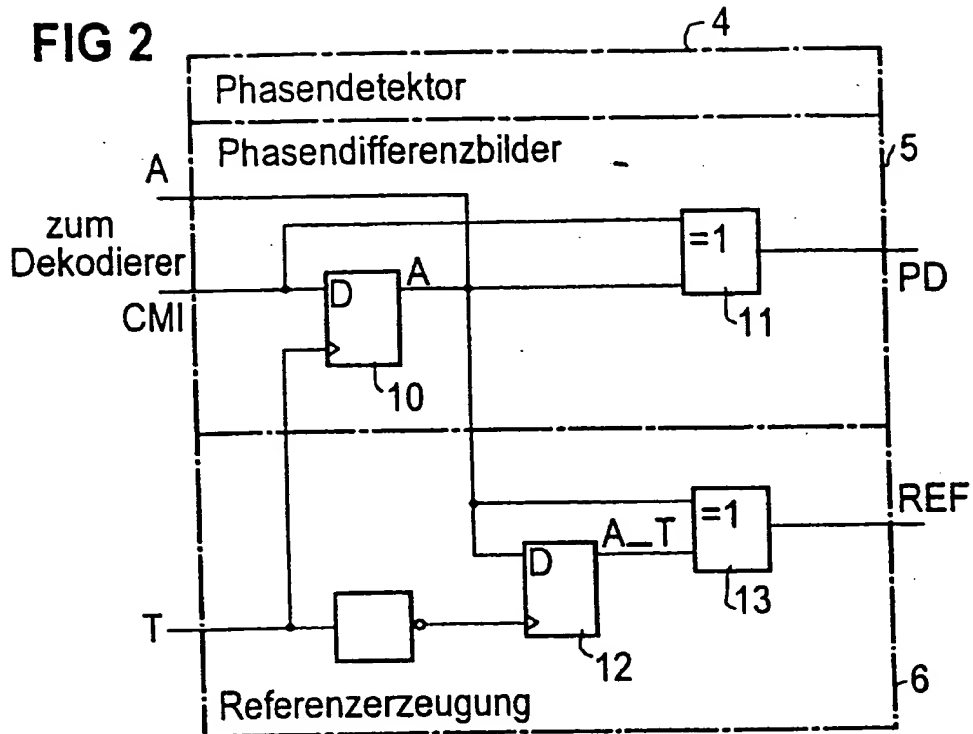 FIG 2
4
Phasendetektor
Phasendifferenzbilder
5
A
zum
Dekodierer
CMI
D
A
=1
PD
11
10
REF
=1
A_T
D
13
T
12
6
Referenzerzeugung